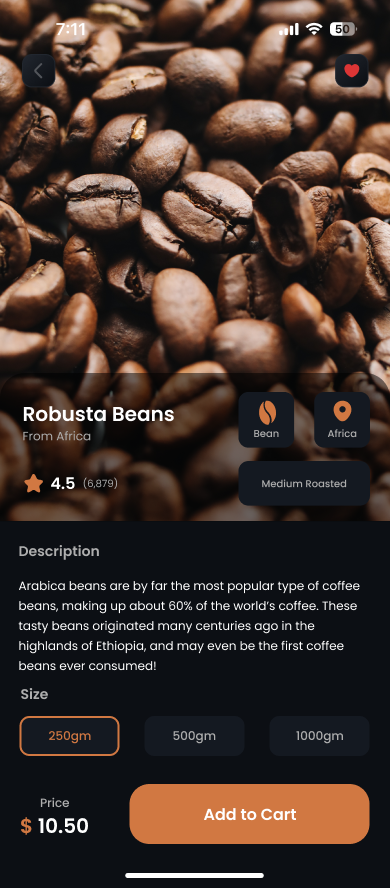 7:11
50
Robusta Beans
From Africa
Bean
Africa
4.5 (6,879)
Medium Roasted
Description
Arabica beans are by far the most popular type of coffee
beans, making up about 60% of the world’s coffee. These
tasty beans originated many centuries ago in the
highlands of Ethiopia, and may even be the first coffee
beans ever consumed!
Size
250gm
500gm
1000gm
Price
$ 10.50
Add to Cart